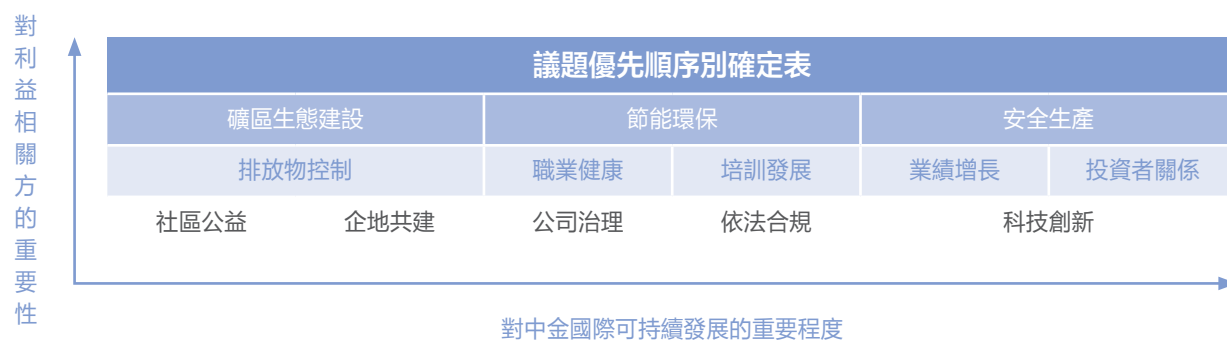 對利益相關方的重要性
議題優先順序別確定表
礦區生態建設 節能環保 安全生產
排放物控制 職業健康 培訓發展 業績增長 投資者關係
社區公益 企地共建 公司治理 依法合規 科技創新
對中金國際可持續發展的重要程度